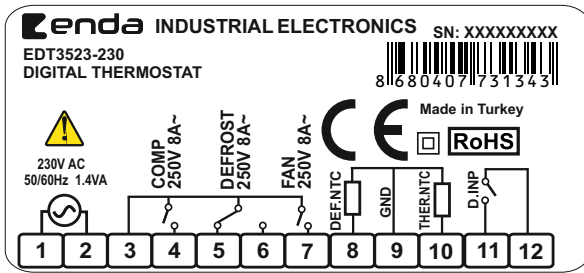 enda INDUSTRIAL ELECTRONICS
SN: XXXXXXXXX
EDT3523-230
DIGITAL THERMOSTAT
8 680407 731343
Made in Turkey
CE
RoHS
230V AC
50/60Hz 1.4VA
COMP
250V 8A~
DEFROST
250V 8A~
FAN
250V 8A~
DEF.NTC
GND
THER.NTC
D.INP
1 2 3 4 5 6 7 8 9 10 11 12